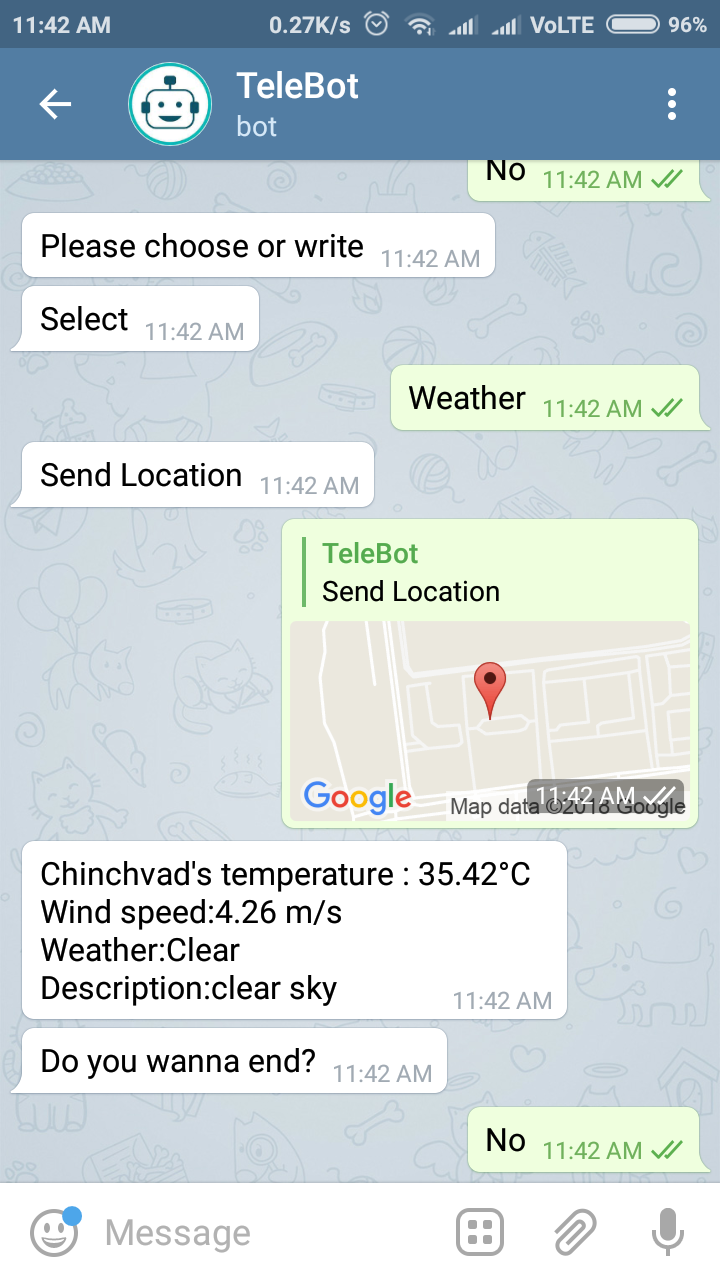 11:42 AM 0.27K/s VoLTE 96%
TeleBot
bot
No 11:42 AM
Please choose or write 11:42 AM
Select 11:42 AM
Weather 11:42 AM
Send Location 11:42 AM
TeleBot
Send Location
11:42 AM
Google Map data ©2018 Google
Chinchvad's temperature : 35.42°C
Wind speed:4.26 m/s
Weather:Clear
Description:clear sky 11:42 AM
Do you wanna end? 11:42 AM
No 11:42 AM
Message